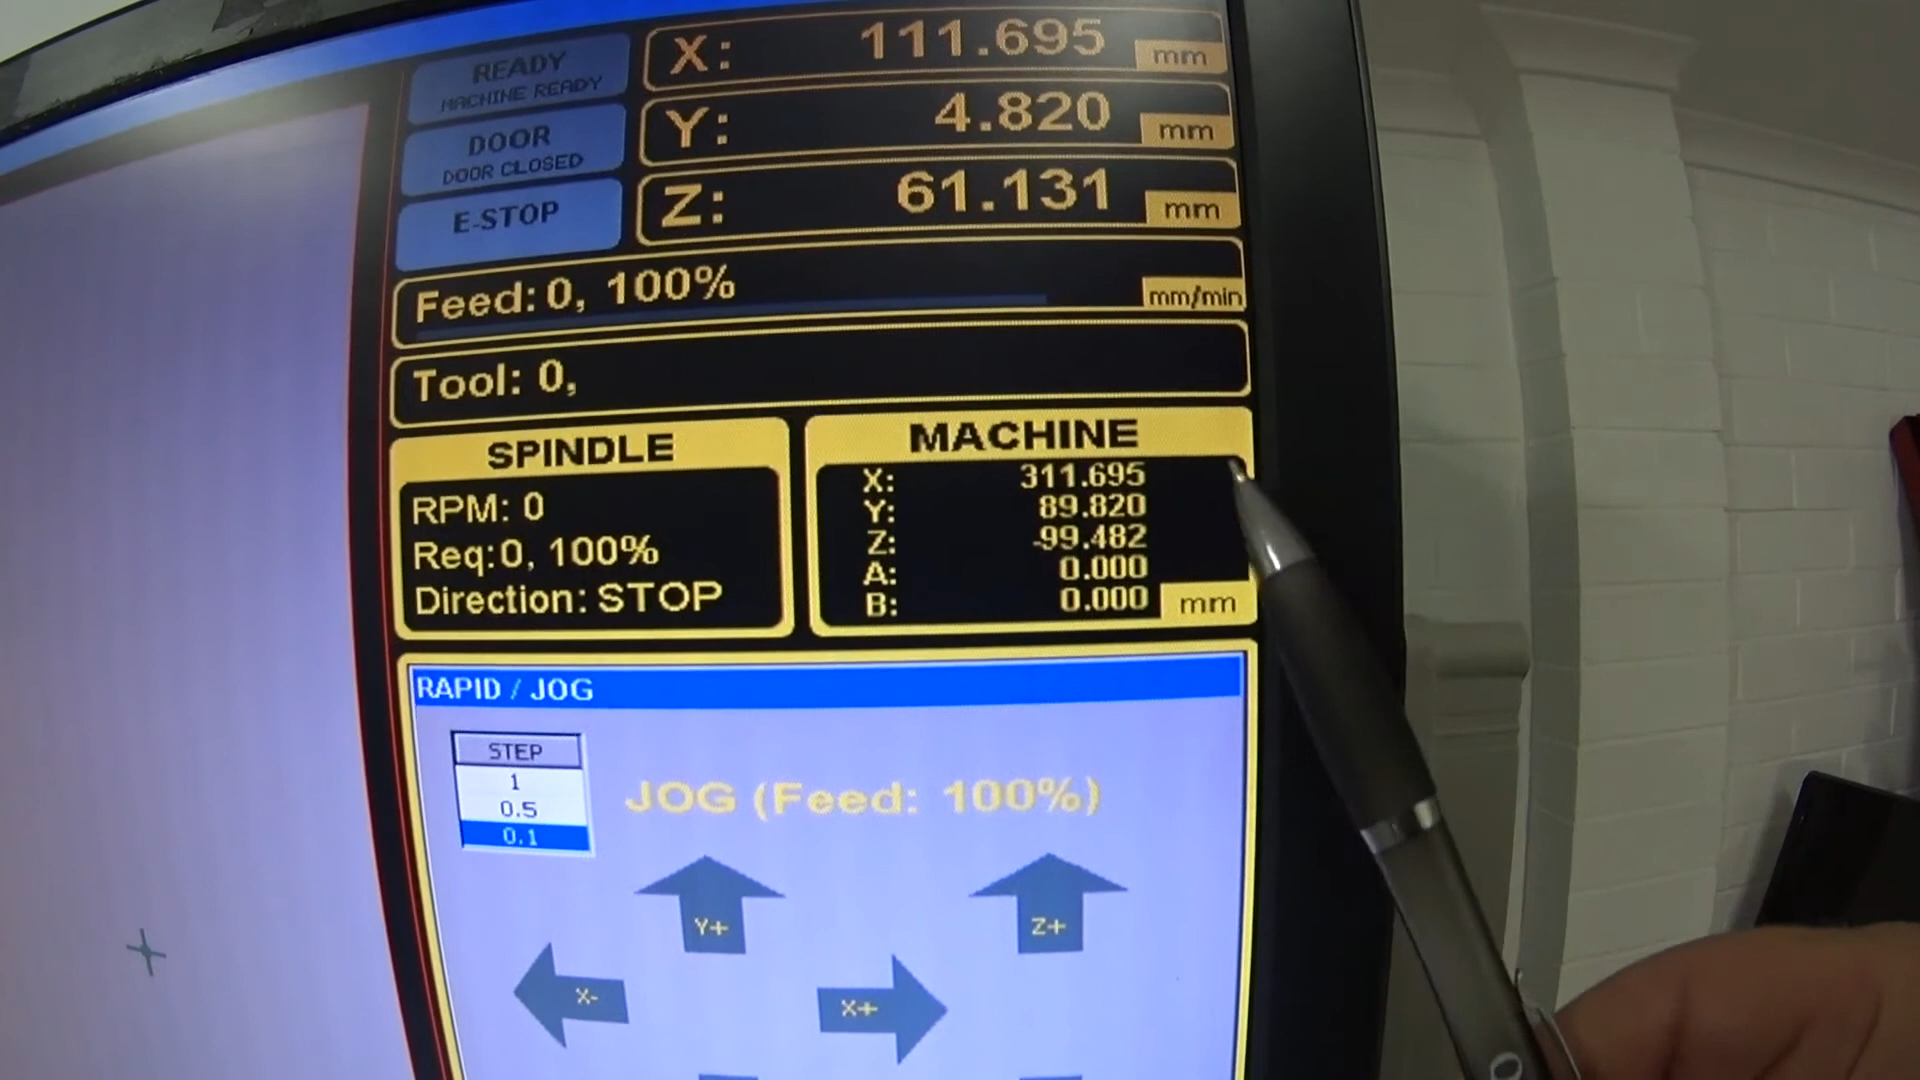 READY
MACHINE READY
DOOR
DOOR CLOSED
E-STOP
X: 111.695 mm
Y: 4.820 mm
Z: 61.131 mm
Feed: 0, 100% mm/min
Tool: 0,
SPINDLE
RPM: 0
Req:0, 100%
Direction: STOP
MACHINE
X: 311.695
Y: 89.820
Z: -99.482
A: 0.000
B: 0.000 mm
RAPID / JOG
STEP
1
0.5
0.1
JOG (Feed: 100%)
Y+
Z+
X-
X+